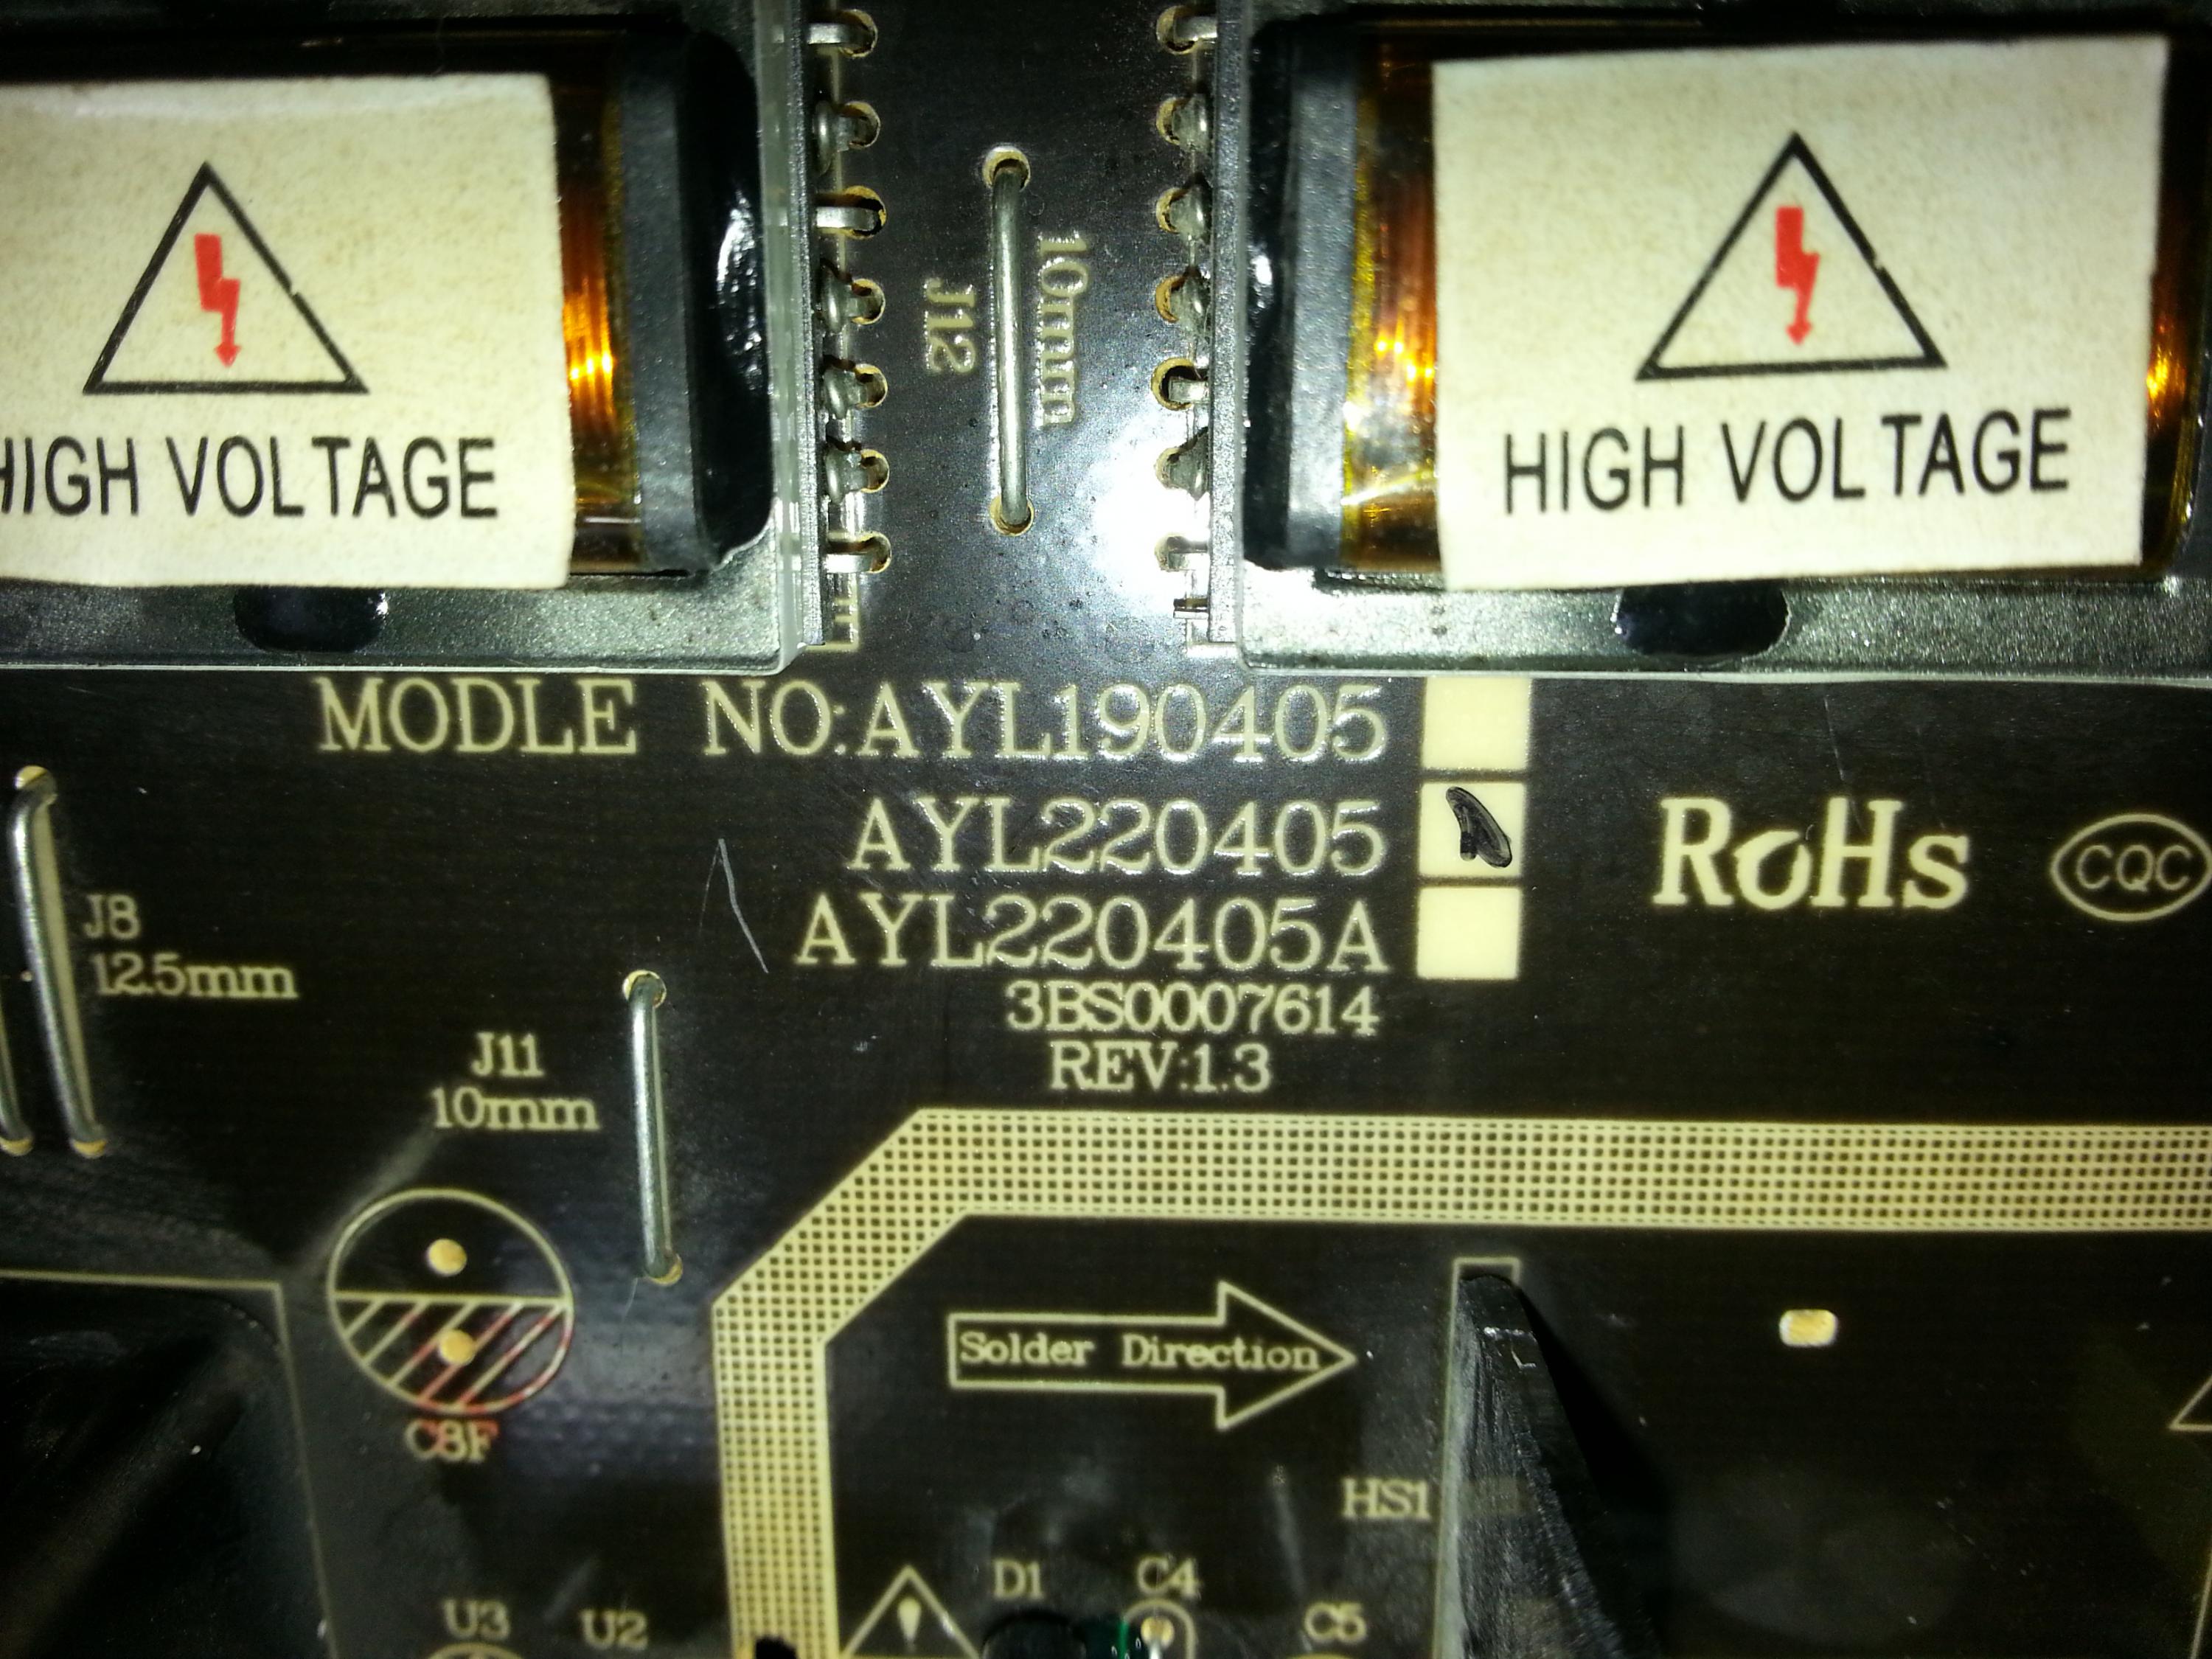 HIGH VOLTAGE
HIGH VOLTAGE
10mm
J12
MODLE NO:AYL190405
AYL220405
AYL220405A
3BS0007614
REV:1.3
RoHs
CQC
J8
12.5mm
J11
10mm
C8F
Solder Direction
HS1
D1
C4
U3
U2
C5